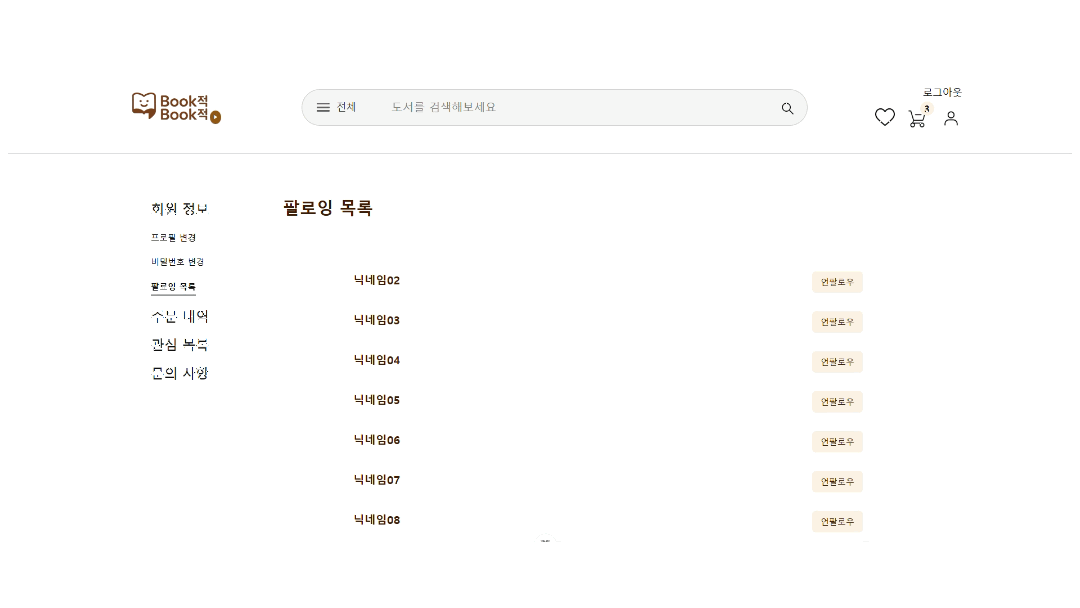 로그아웃
Book적
Book적
전체 도서를 검색해보세요
3
회원 정보
프로필 변경
비밀번호 변경
팔로잉 목록
주문 내역
관심 목록
문의 사항
팔로잉 목록
닉네임02 언팔로우
닉네임03 언팔로우
닉네임04 언팔로우
닉네임05 언팔로우
닉네임06 언팔로우
닉네임07 언팔로우
닉네임08 언팔로우